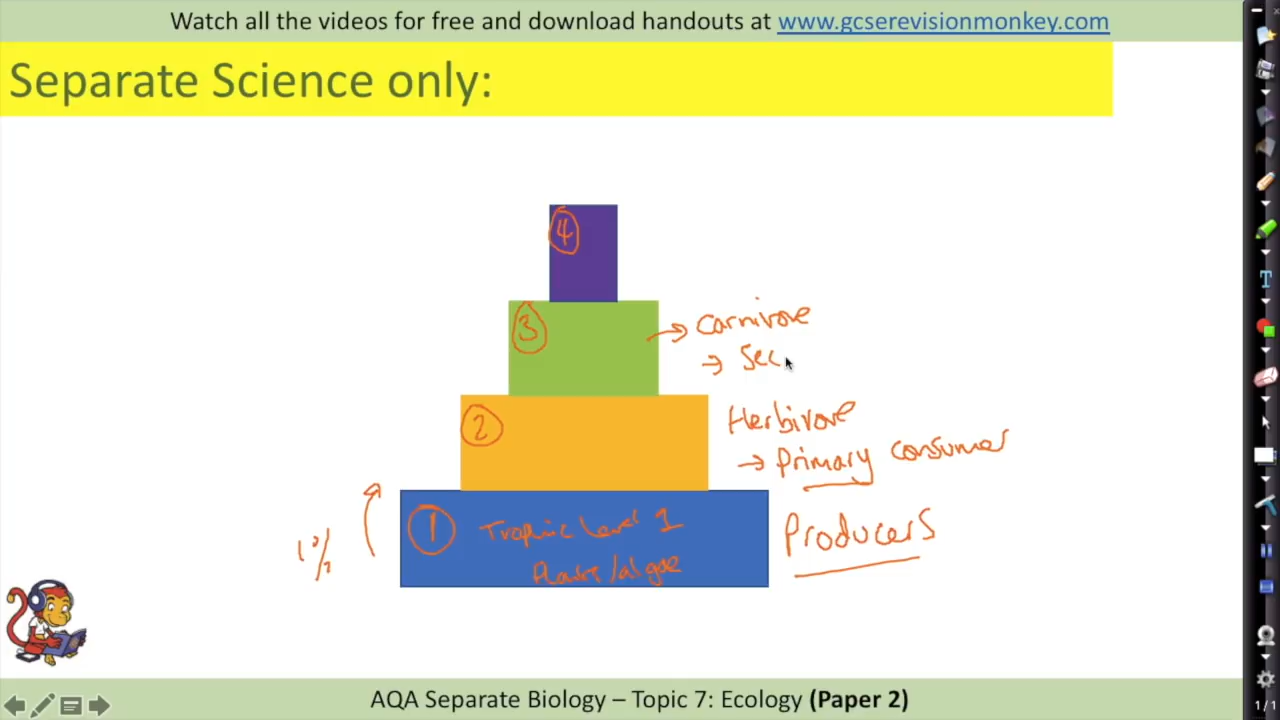 Watch all the videos for free and download handouts at www.gcserevisionmonkey.com
Separate Science only:
4
3
Carnivore
→ Sec
2
Herbivore
→ Primary consumer
1
Trophic Level 1
Plants/algae
Producers
1%
AQA Separate Biology – Topic 7: Ecology (Paper 2)
1/1